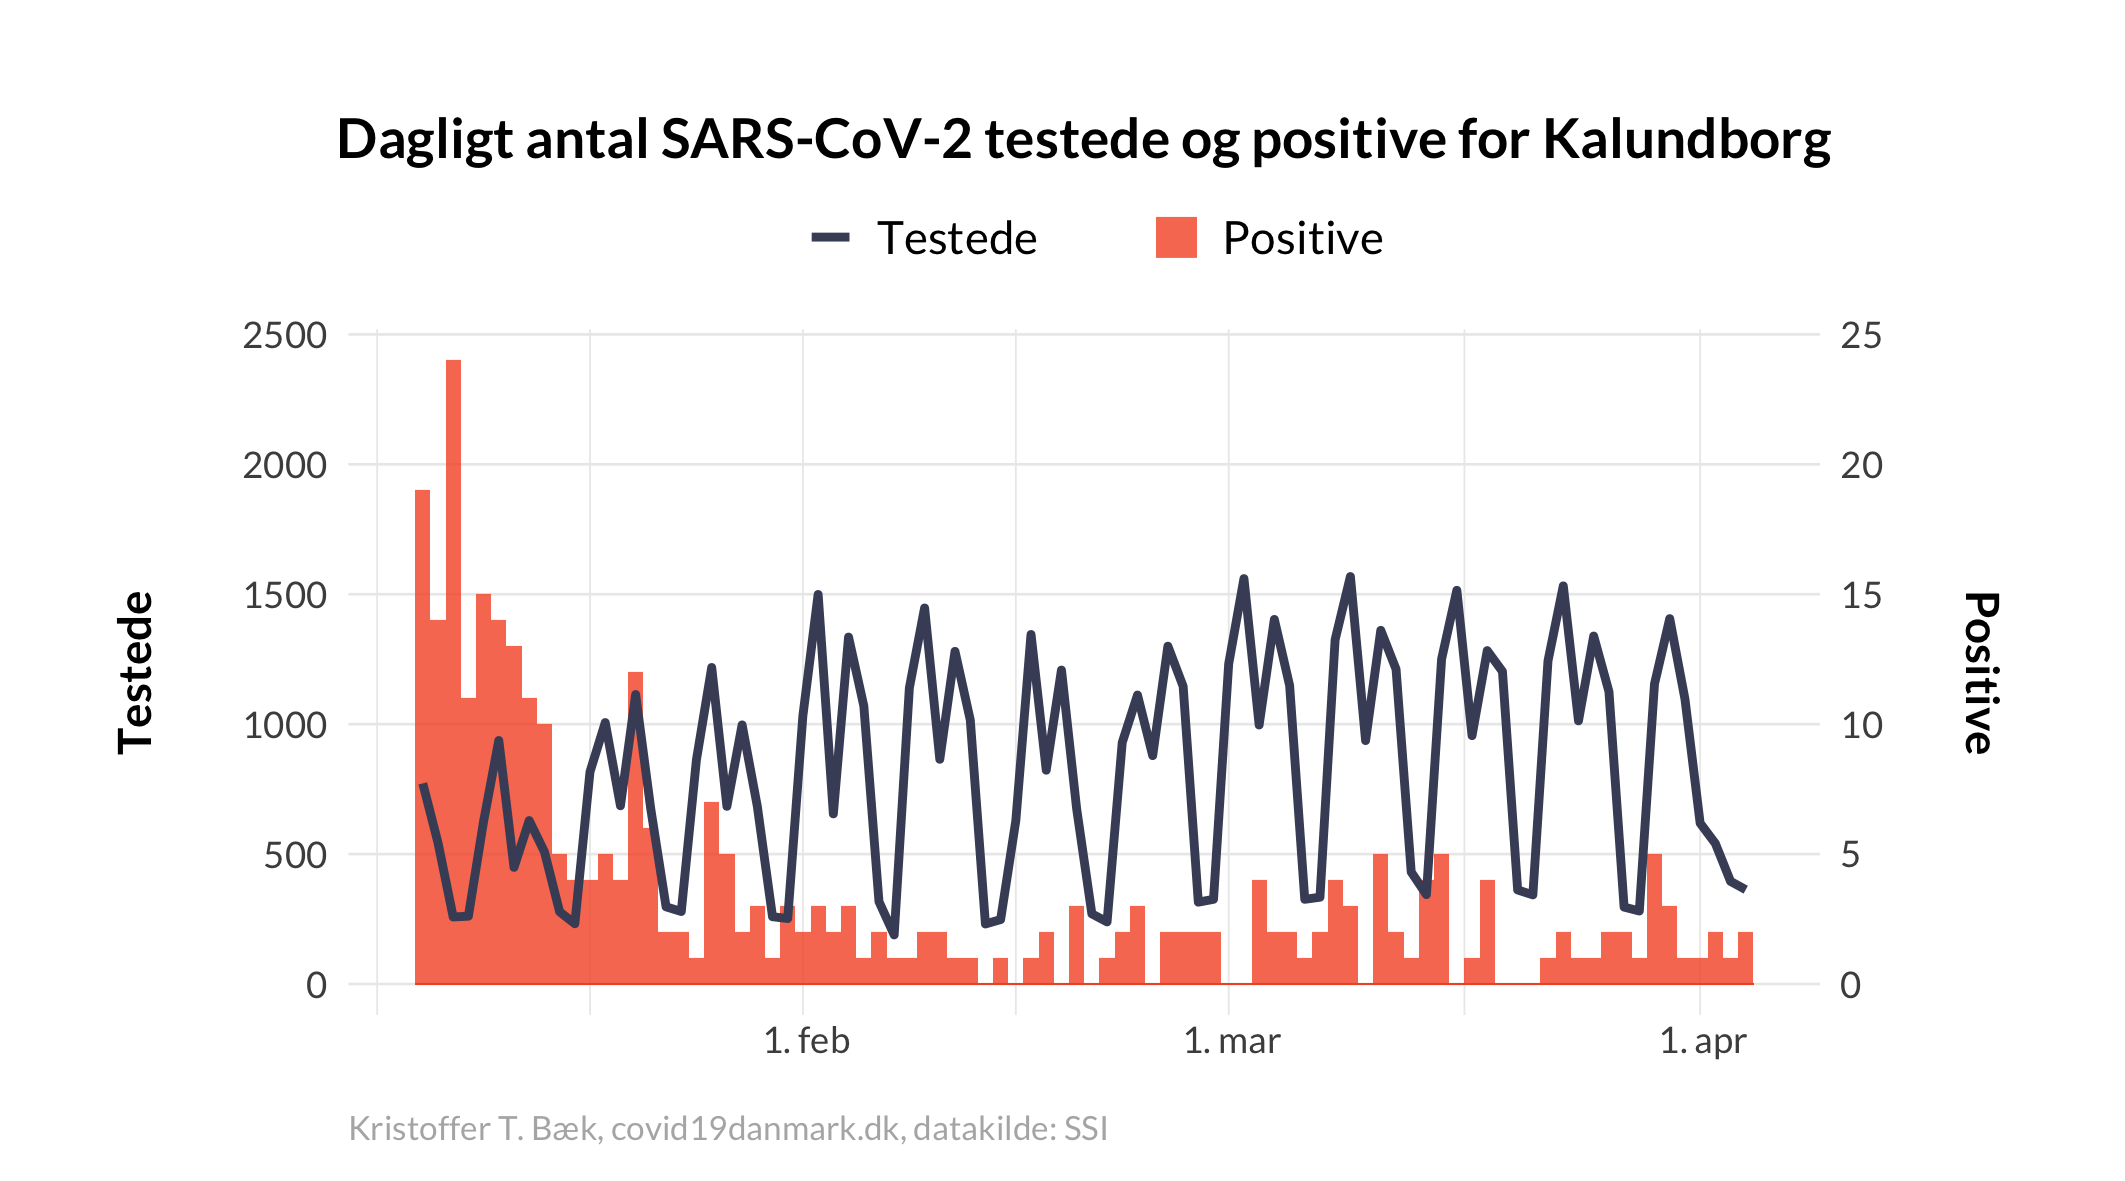 Dagligt antal SARS-CoV-2 testede og positive for Kalundborg
Testede
Positive
2500
2000
1500
1000
500
0
Testede
25
20
15
10
5
0
Positive
1. feb
1. mar
1. apr
Kristoffer T. Bæk, covid19danmark.dk, datakilde: SSI